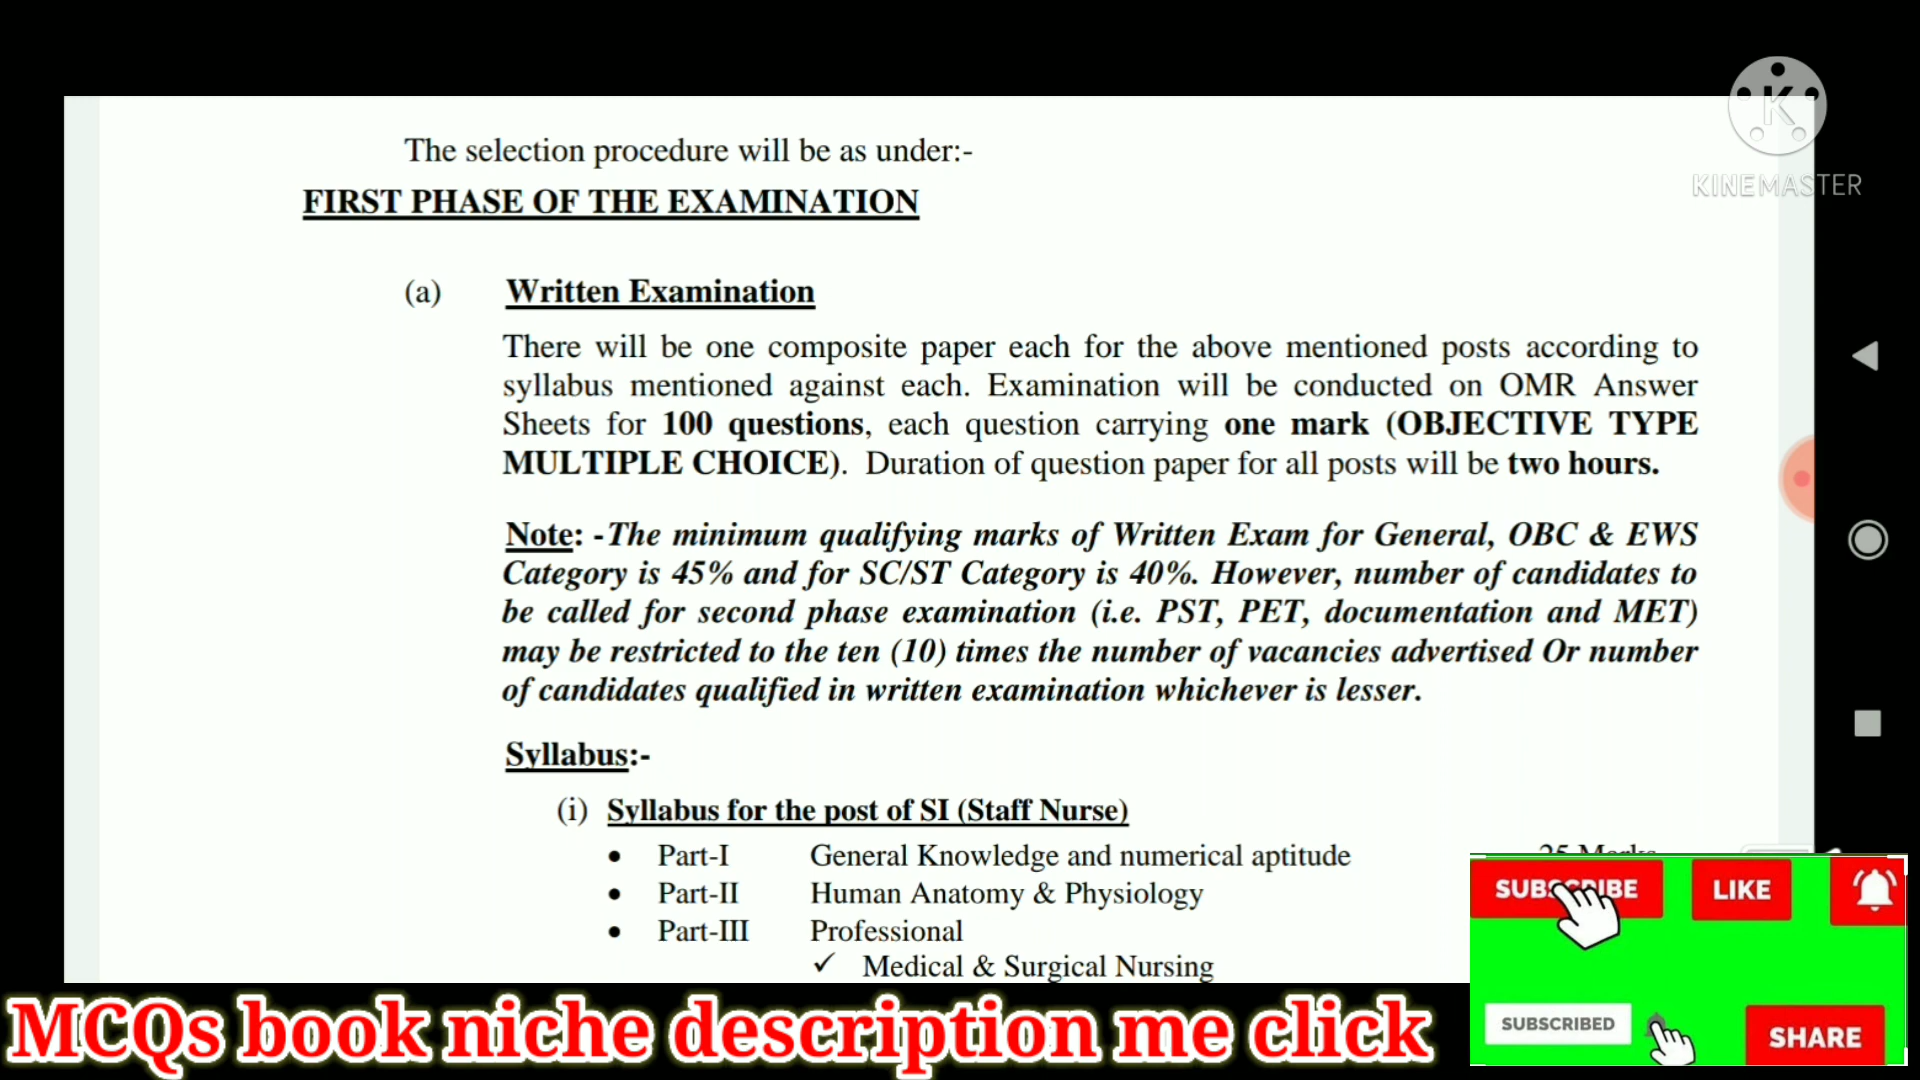 The selection procedure will be as under:-
FIRST PHASE OF THE EXAMINATION
K
KINEMASTER
(a) Written Examination
There will be one composite paper each for the above mentioned posts according to
syllabus mentioned against each. Examination will be conducted on OMR Answer
Sheets for 100 questions, each question carrying one mark (OBJECTIVE TYPE
MULTIPLE CHOICE). Duration of question paper for all posts will be two hours.
Note: -The minimum qualifying marks of Written Exam for General, OBC & EWS
Category is 45% and for SC/ST Category is 40%. However, number of candidates to
be called for second phase examination (i.e. PST, PET, documentation and MET)
may be restricted to the ten (10) times the number of vacancies advertised Or number
of candidates qualified in written examination whichever is lesser.
Syllabus:-
(i) Syllabus for the post of SI (Staff Nurse)
• Part-I General Knowledge and numerical aptitude 25 Marks
• Part-II Human Anatomy & Physiology
• Part-III Professional
✓ Medical & Surgical Nursing
SUBSCRIBE
LIKE
SUBSCRIBED
SHARE
MCQs book niche description me click